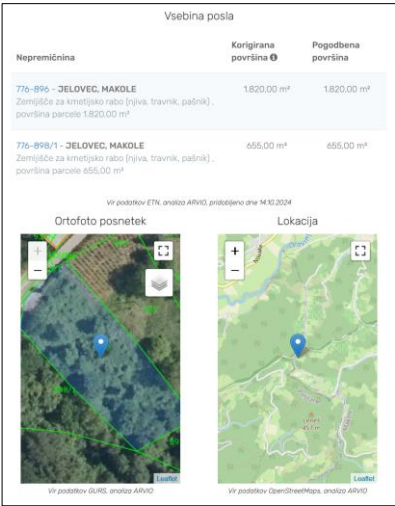 Vsebina posla
Nepremičnina
Korigirana
površina
Pogodbena
površina
776-896 - JELOVEC, MAKOLE
Zemljišče za kmetijsko rabo (njiva, travnik, pašnik) ,
površina parcele 1.820,00 m²
1.820,00 m²
1.820,00 m²
776-898/1 - JELOVEC, MAKOLE
Zemljišče za kmetijsko rabo (njiva, travnik, pašnik) ,
površina parcele 655,00 m²
655,00 m²
655,00 m²
Vir podatkov ETN, analiza ARVIO, pridobljeno dne 14.10.2024
Ortofoto posnetek
Lokacija
+
−
+
−
Leaflet
Leaflet
Vir podatkov GURS, analiza ARVIO
Vir podatkov OpenStreetMaps, analiza ARVIO